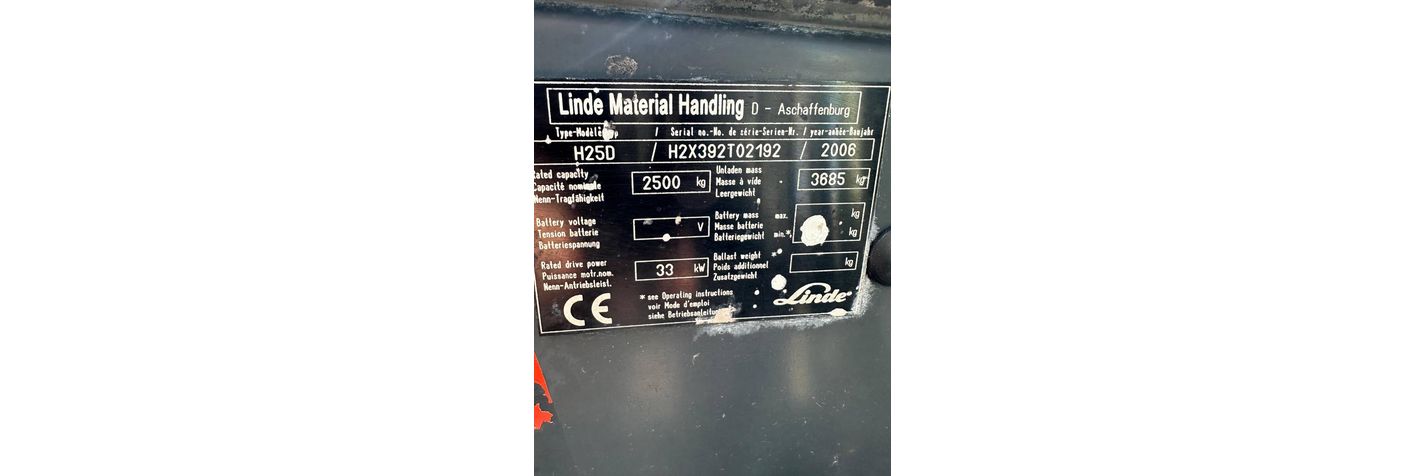 Linde Material Handling D - Aschaffenburg
/ Serial no.-No. de série-Serien-Nr. / year-année-Baujahr
H25D / H2X392T02192 / 2006
Rated capacity
Capacité nominale
Nenn-Tragfähigkeit
2500 kg
Unladen mass
Masse à vide
Leergewicht
3685 kg
Battery voltage
Tension batterie
Batteriespannung
V
Battery mass max. kg
Masse batterie
Batteriegewicht min.*, kg
Rated drive power
Puissance motr.nom.
Nenn-Antriebsleist.
33 kW
Ballast weight *
Poids additionnel
Zusatzgewicht
kg
CE
* see Operating instructions
voir Mode d'emploi
siehe Betriebsanleitung
Linde